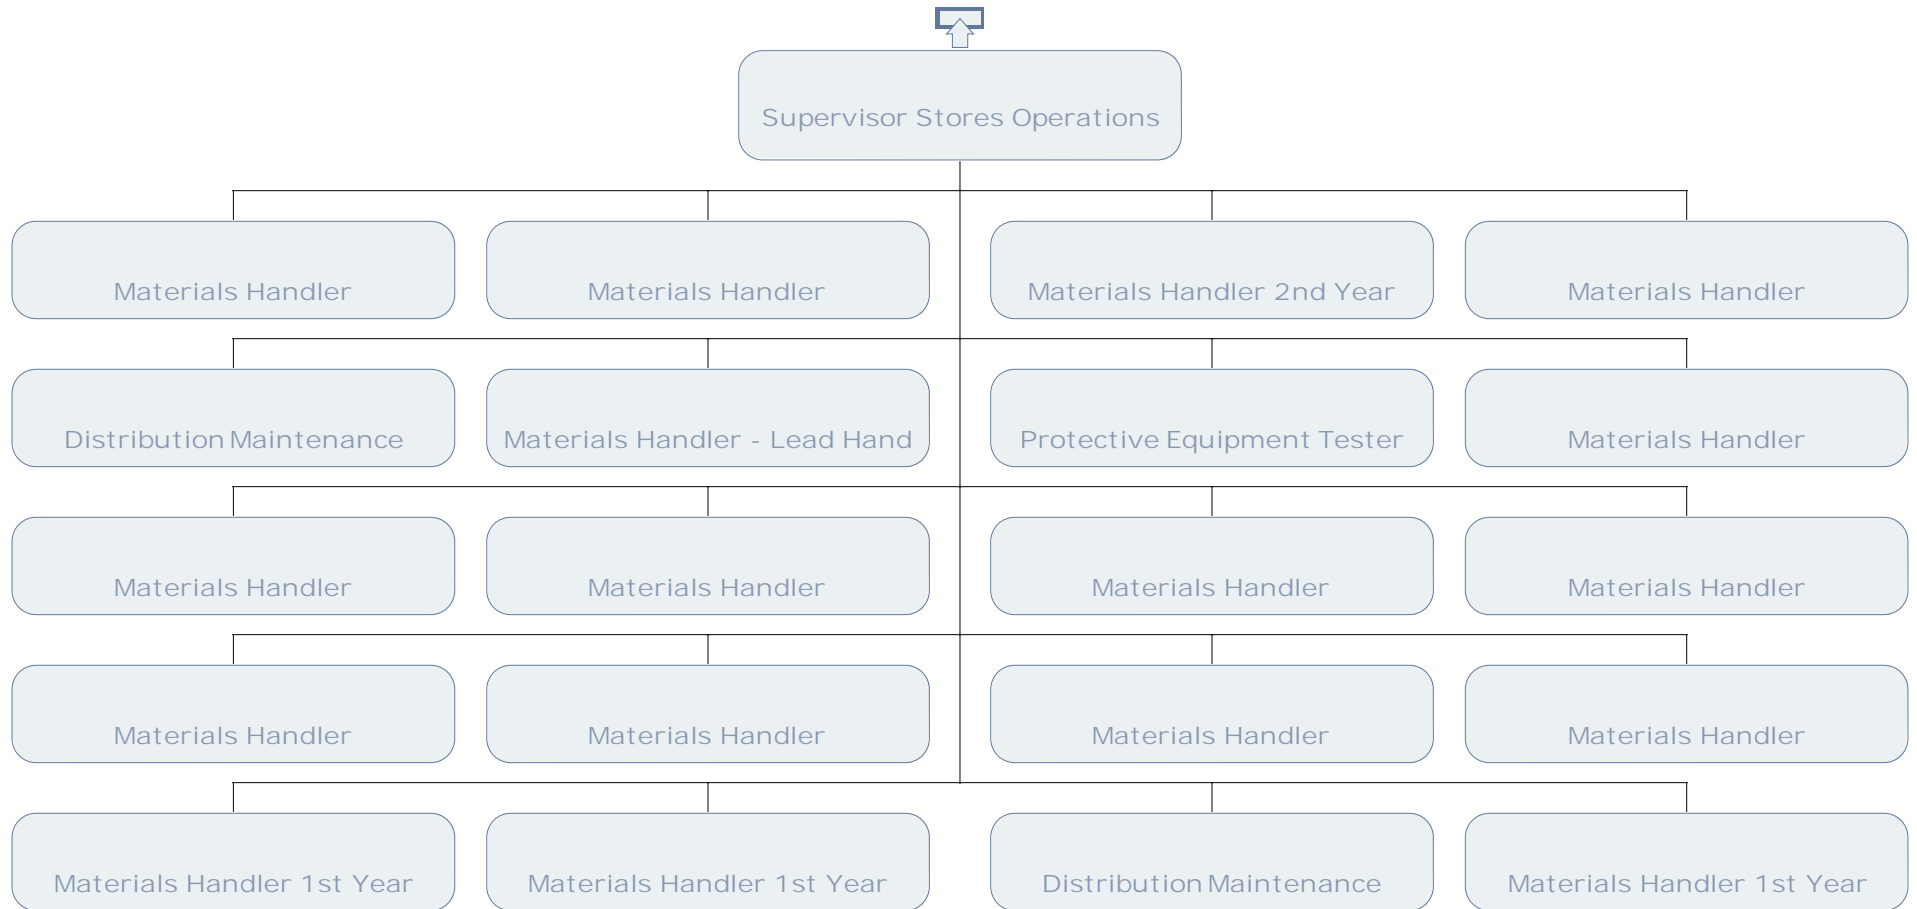 Supervisor Stores Operations
Materials Handler
Materials Handler
Materials Handler 2nd Year
Materials Handler
Distribution Maintenance
Materials Handler - Lead Hand
Protective Equipment Tester
Materials Handler
Materials Handler
Materials Handler
Materials Handler
Materials Handler
Materials Handler
Materials Handler
Materials Handler
Materials Handler
Materials Handler 1st Year
Materials Handler 1st Year
Distribution Maintenance
Materials Handler 1st Year